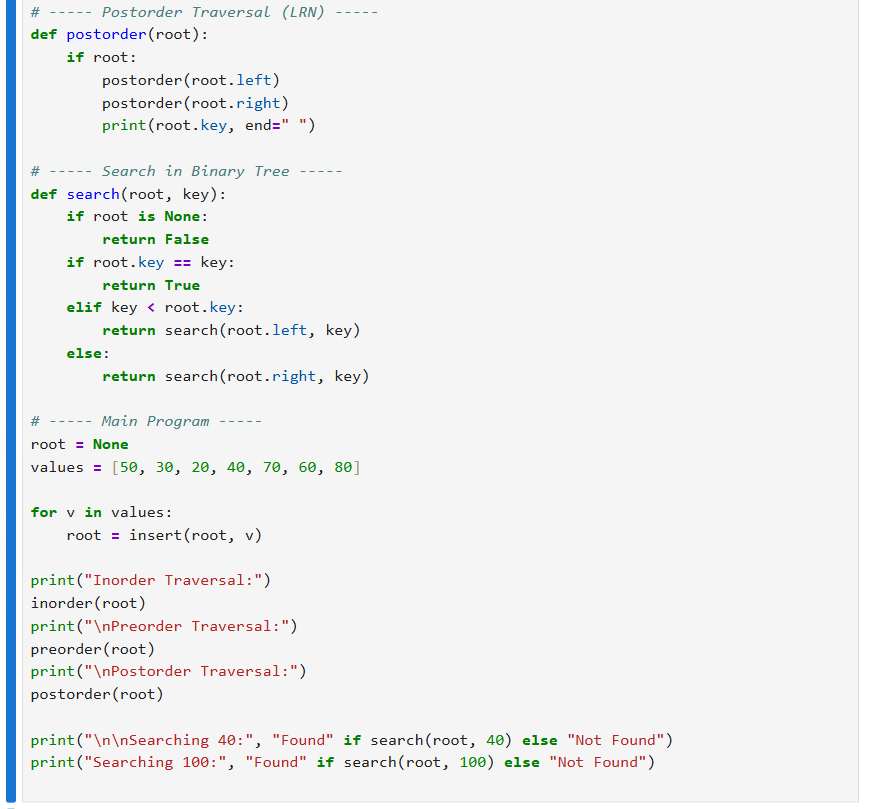 # ----- Postorder Traversal (LRN) -----
def postorder(root):
    if root:
        postorder(root.left)
        postorder(root.right)
        print(root.key, end=" ")

# ----- Search in Binary Tree -----
def search(root, key):
    if root is None:
        return False
    if root.key == key:
        return True
    elif key < root.key:
        return search(root.left, key)
    else:
        return search(root.right, key)

# ----- Main Program -----
root = None
values = [50, 30, 20, 40, 70, 60, 80]

for v in values:
    root = insert(root, v)

print("Inorder Traversal:")
inorder(root)
print("\nPreorder Traversal:")
preorder(root)
print("\nPostorder Traversal:")
postorder(root)

print("\n\nSearching 40:", "Found" if search(root, 40) else "Not Found")
print("Searching 100:", "Found" if search(root, 100) else "Not Found")